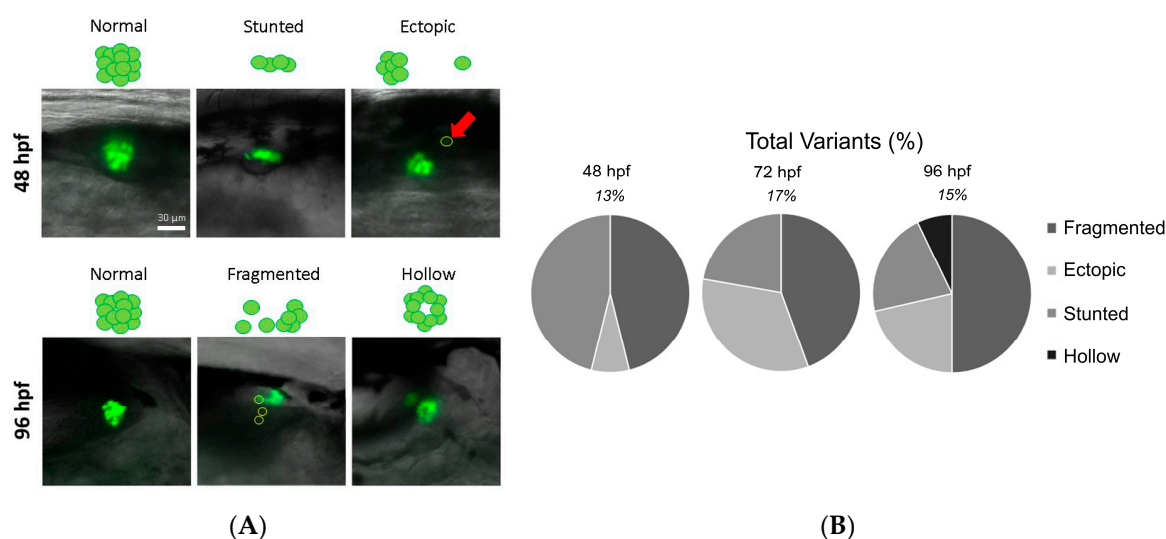 Normal Stunted Ectopic
48 hpf
30 µm
Normal Fragmented Hollow
96 hpf
(A)
Total Variants (%)
48 hpf 72 hpf 96 hpf
13% 17% 15%
Fragmented
Ectopic
Stunted
Hollow
(B)